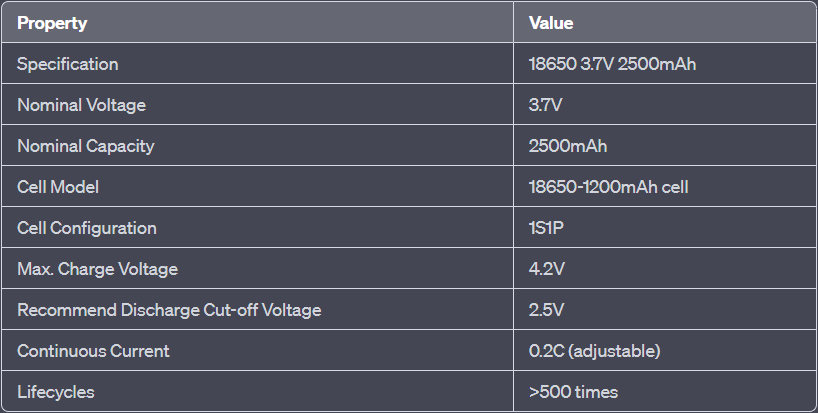 Property Value
Specification 18650 3.7V 2500mAh
Nominal Voltage 3.7V
Nominal Capacity 2500mAh
Cell Model 18650-1200mAh cell
Cell Configuration 1S1P
Max. Charge Voltage 4.2V
Recommend Discharge Cut-off Voltage 2.5V
Continuous Current 0.2C (adjustable)
Lifecycles >500 times